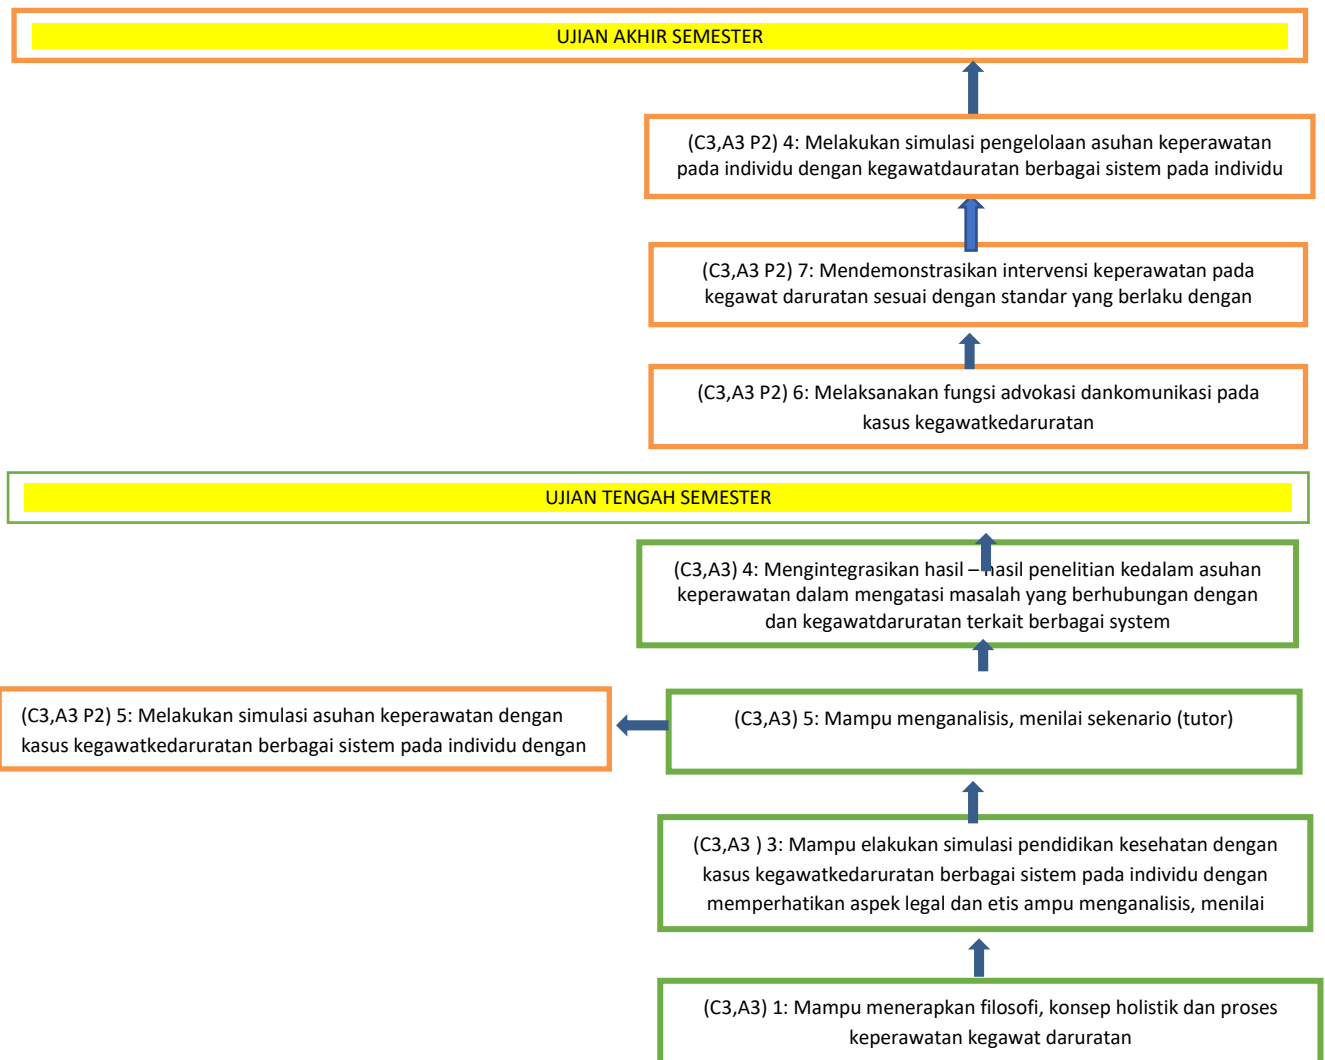 UJIAN AKHIR SEMESTER
(C3,A3 P2) 4: Melakukan simulasi pengelolaan asuhan keperawatan
pada individu dengan kegawatdauratan berbagai sistem pada individu
(C3,A3 P2) 7: Mendemonstrasikan intervensi keperawatan pada
kegawat daruratan sesuai dengan standar yang berlaku dengan
(C3,A3 P2) 6: Melaksanakan fungsi advokasi dankomunikasi pada
kasus kegawatkedaruratan
UJIAN TENGAH SEMESTER
(C3,A3) 4: Mengintegrasikan hasil – hasil penelitian kedalam asuhan
keperawatan dalam mengatasi masalah yang berhubungan dengan
dan kegawatdaruratan terkait berbagai system
(C3,A3 P2) 5: Melakukan simulasi asuhan keperawatan dengan
kasus kegawatkedaruratan berbagai sistem pada individu dengan
(C3,A3) 5: Mampu menganalisis, menilai sekenario (tutor)
(C3,A3 ) 3: Mampu elakukan simulasi pendidikan kesehatan dengan
kasus kegawatkedaruratan berbagai sistem pada individu dengan
memperhatikan aspek legal dan etis ampu menganalisis, menilai
(C3,A3) 1: Mampu menerapkan filosofi, konsep holistik dan proses
keperawatan kegawat daruratan